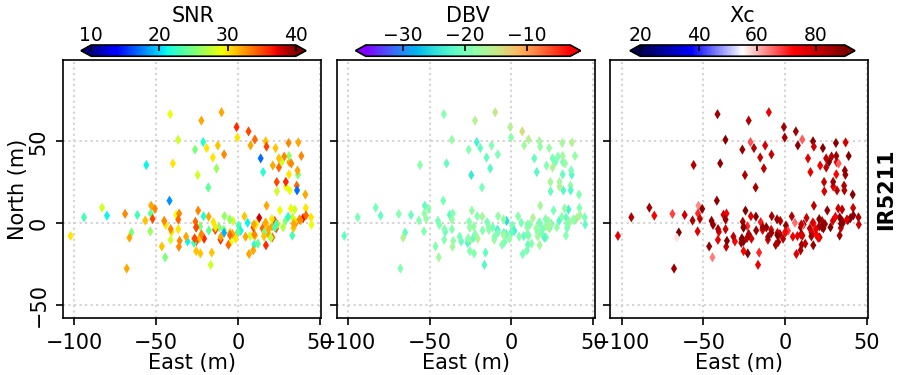 SNR DBV Xc
10 20 30 40 −30 −20 −10 20 40 60 80
North (m)
50
0
−50
IR5211
−100 −50 0 50 −100 −50 0 50 −100 −50 0 50
East (m) East (m) East (m)